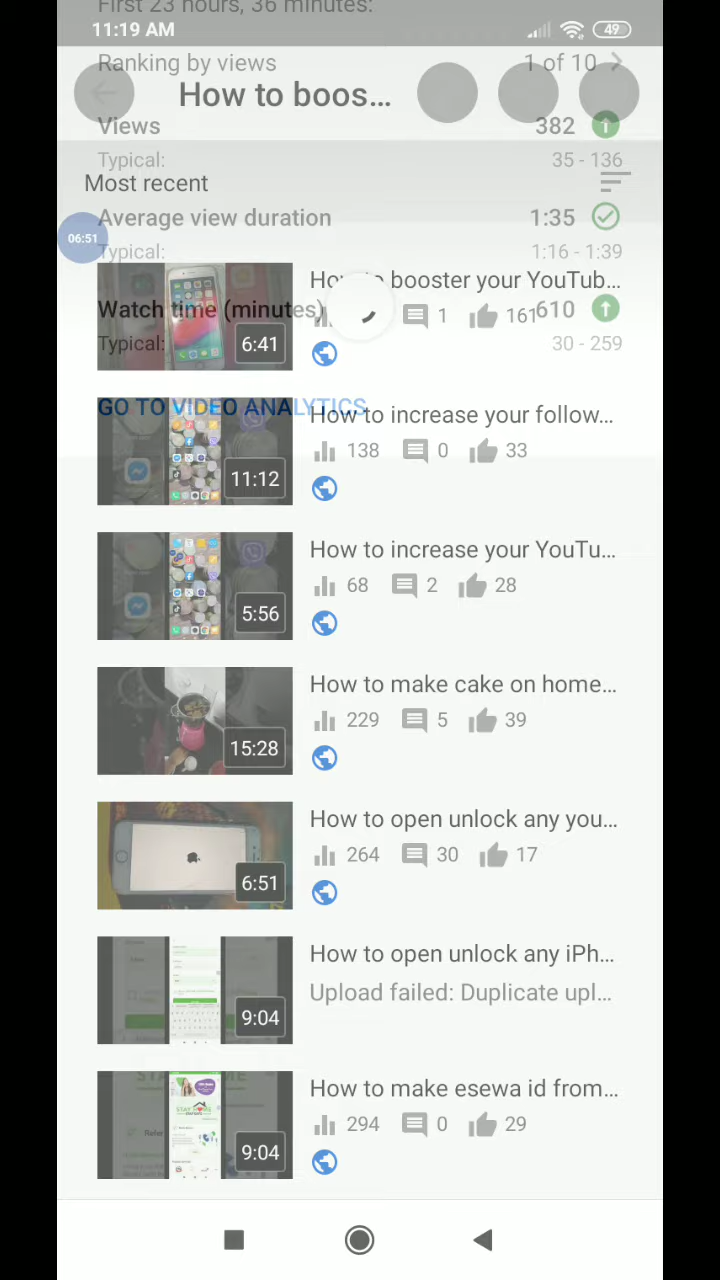 First 23 hours, 36 minutes:
11:19 AM
49
Ranking by views
1 of 10
How to boos...
Views
382
Typical:
35 - 136
Most recent
Average view duration
1:35
06:51
Typical:
1:16 - 1:39
booster your YouTub...
Watch time (minutes)
1
161
610
Typical:
6:41
30 - 259
GO TO VIDEO ANALYTICS
How to increase your follow...
138
0
33
11:12
How to increase your YouTu...
68
2
28
5:56
How to make cake on home...
229
5
39
15:28
How to open unlock any you...
264
30
17
6:51
How to open unlock any iPh...
Upload failed: Duplicate upl...
9:04
How to make esewa id from...
294
0
29
9:04